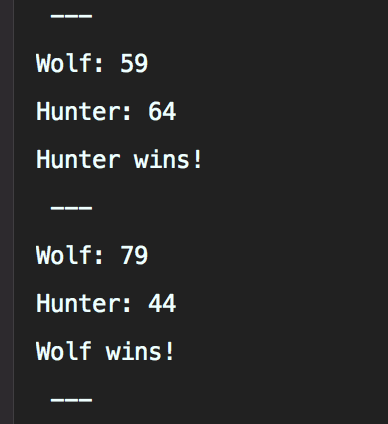 ---
Wolf: 59
Hunter: 64
Hunter wins!
---
Wolf: 79
Hunter: 44
Wolf wins!
---